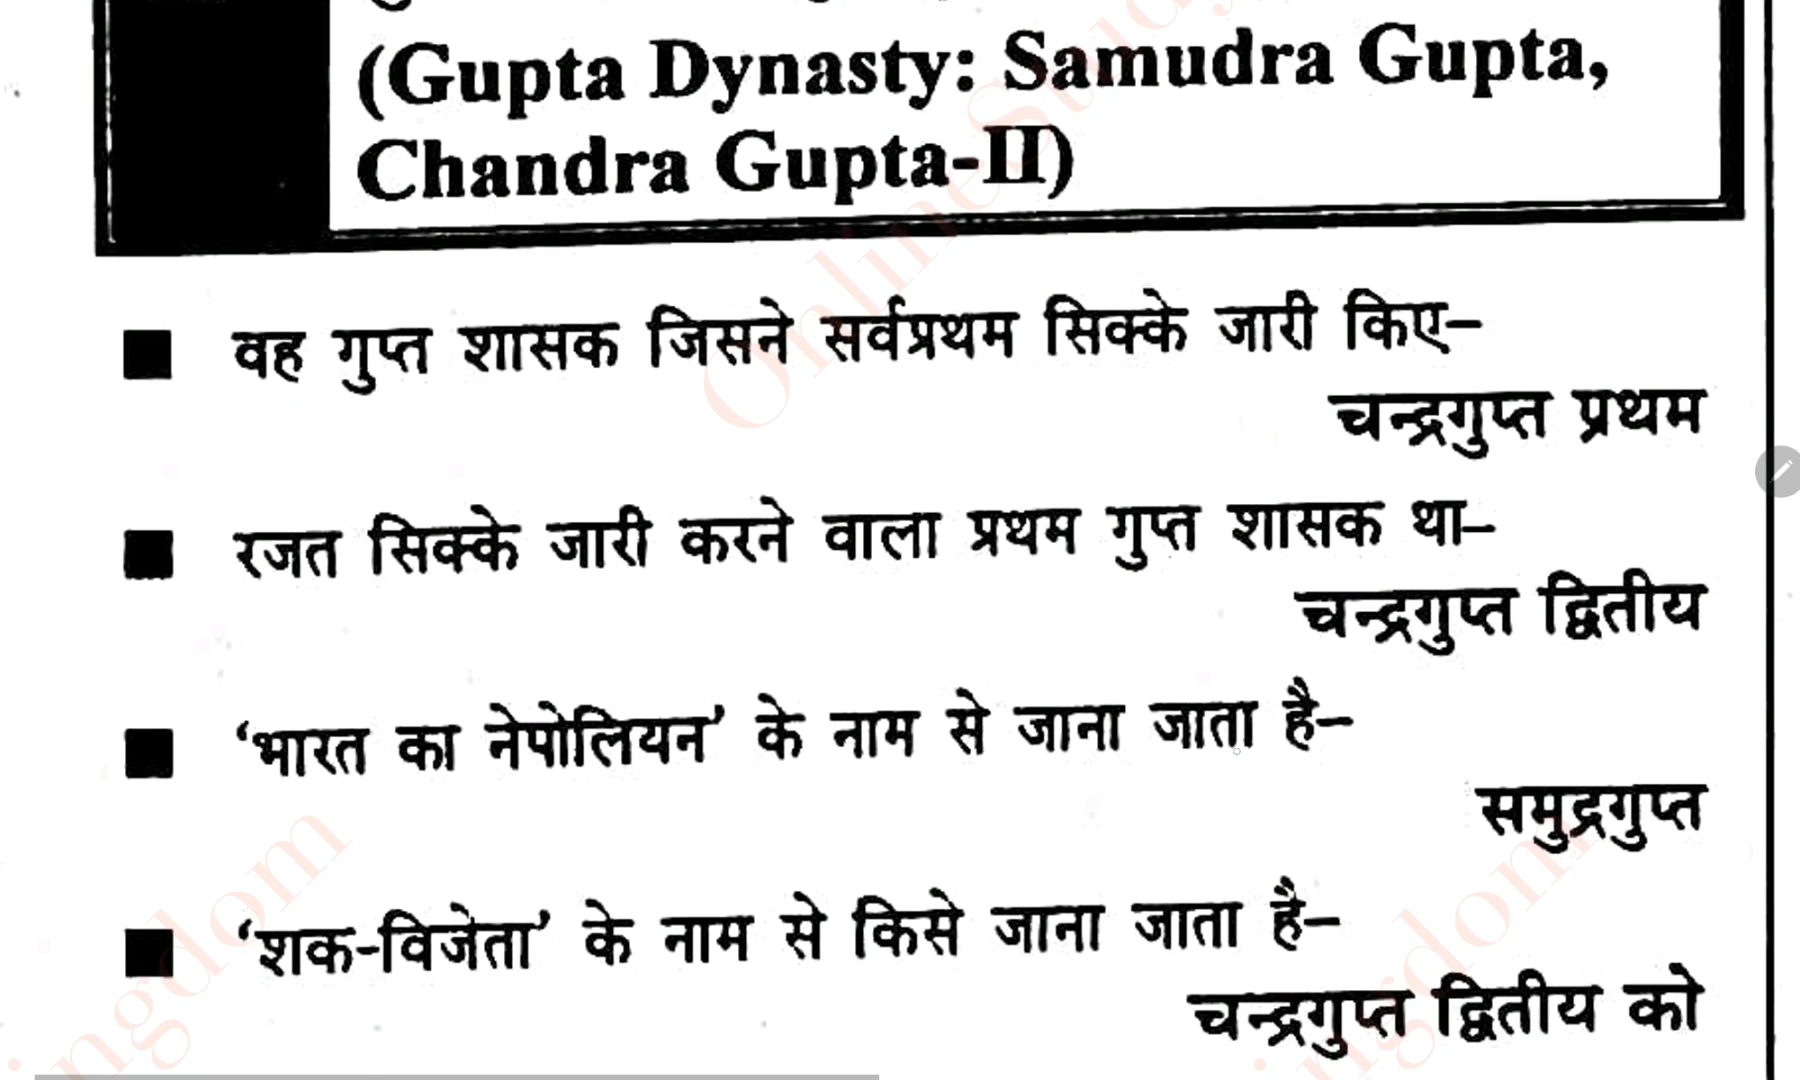 (Gupta Dynasty: Samudra Gupta,
Chandra Gupta-II)
■ वह गुप्त शासक जिसने सर्वप्रथम सिक्के जारी किए–
चन्द्रगुप्त प्रथम
■ रजत सिक्के जारी करने वाला प्रथम गुप्त शासक था–
चन्द्रगुप्त द्वितीय
■ ‘भारत का नेपोलियन’ के नाम से जाना जाता है–
समुद्रगुप्त
■ ‘शक-विजेता’ के नाम से किसे जाना जाता है–
चन्द्रगुप्त द्वितीय को